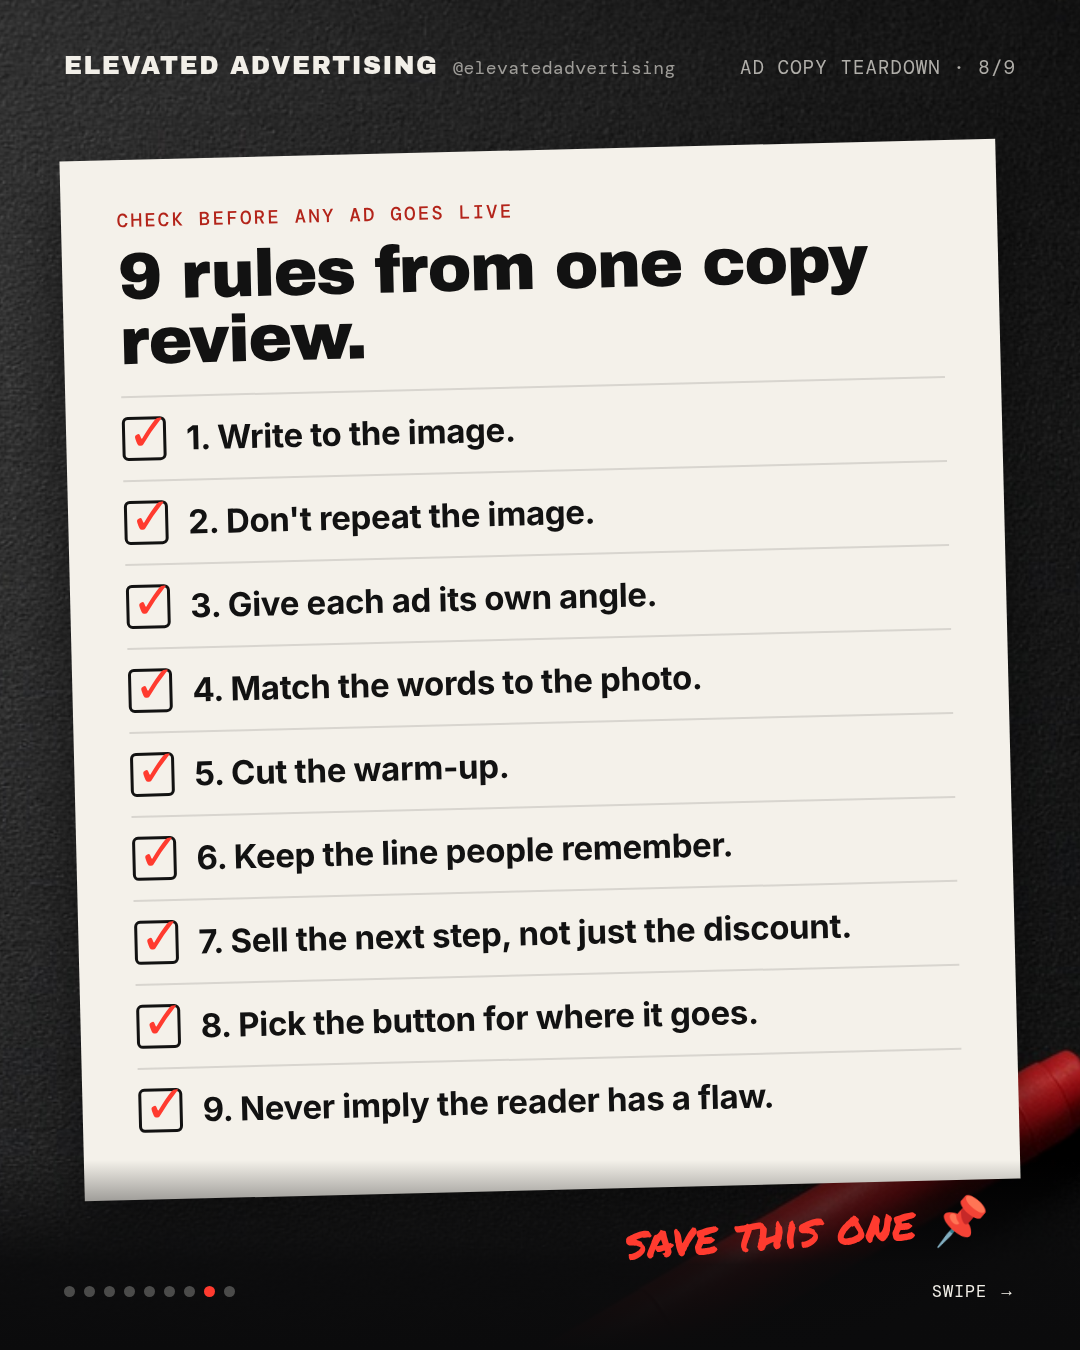 ELEVATED ADVERTISING @elevatedadvertising AD COPY TEARDOWN · 8/9
CHECK BEFORE ANY AD GOES LIVE
9 rules from one copy
review.
1. Write to the image.
2. Don't repeat the image.
3. Give each ad its own angle.
4. Match the words to the photo.
5. Cut the warm-up.
6. Keep the line people remember.
7. Sell the next step, not just the discount.
8. Pick the button for where it goes.
9. Never imply the reader has a flaw.
SAVE THIS ONE 📌
SWIPE →